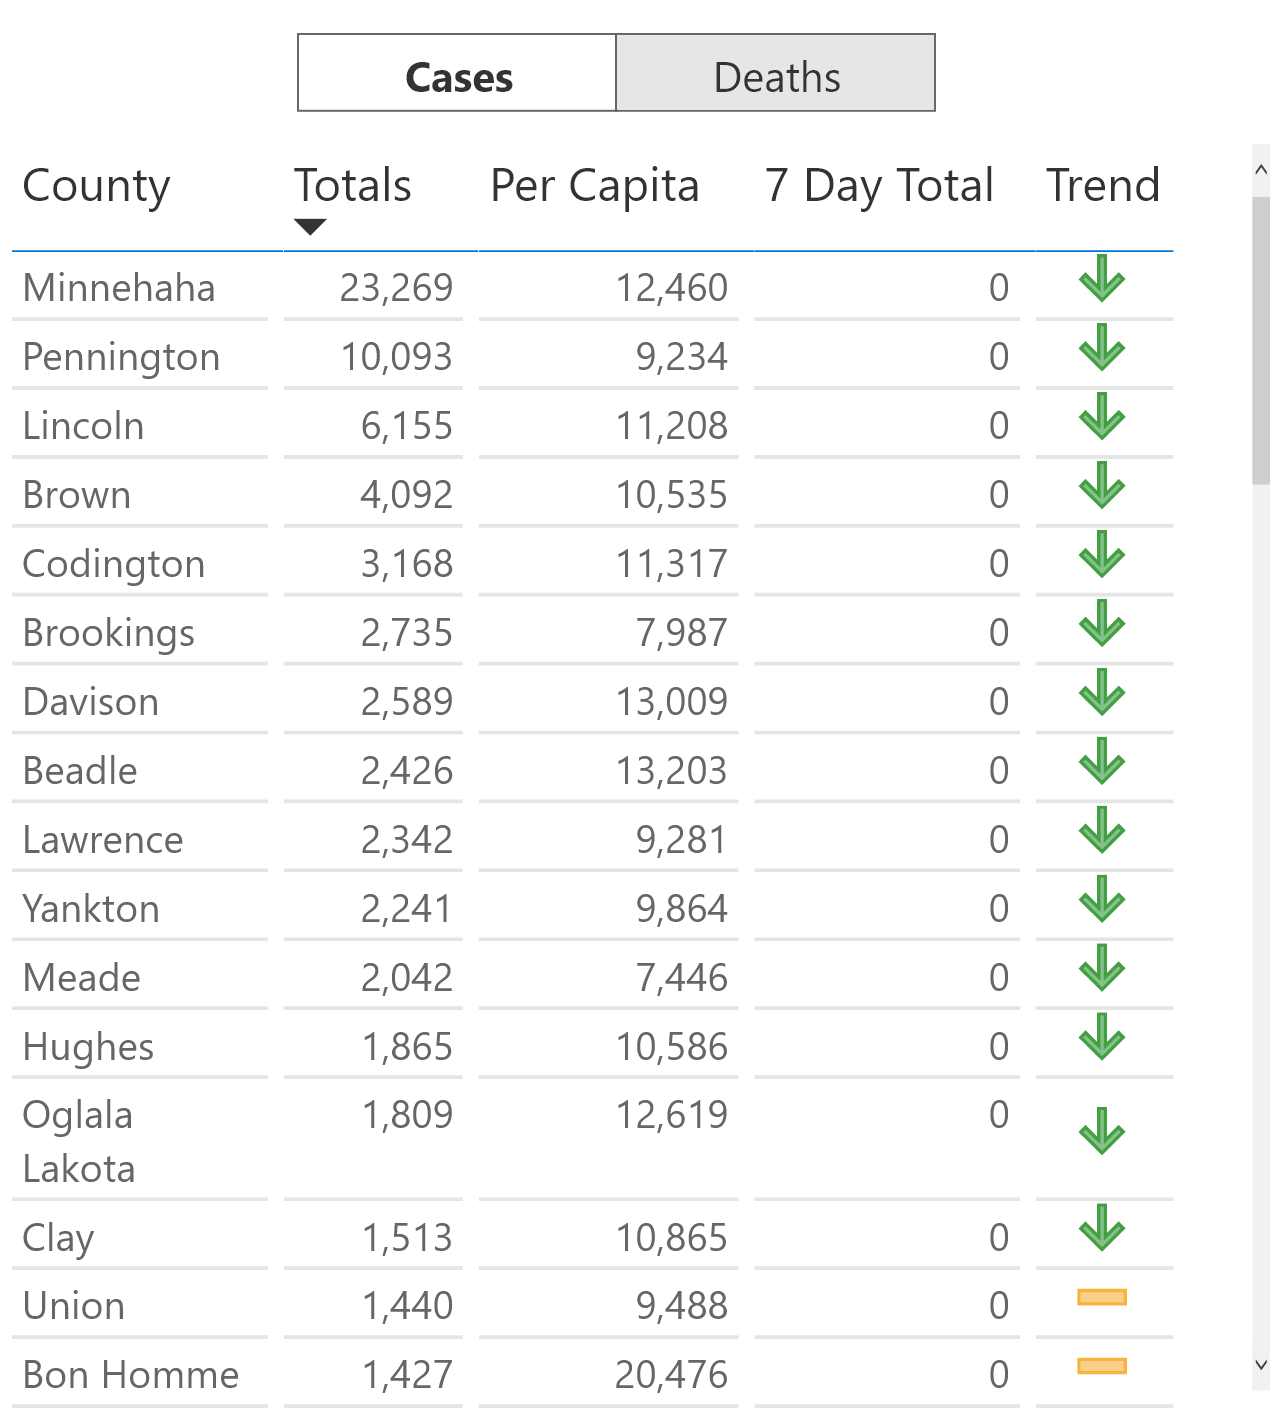 Cases Deaths
County Totals Per Capita 7 Day Total Trend
Minnehaha 23,269 12,460 0
Pennington 10,093 9,234 0
Lincoln 6,155 11,208 0
Brown 4,092 10,535 0
Codington 3,168 11,317 0
Brookings 2,735 7,987 0
Davison 2,589 13,009 0
Beadle 2,426 13,203 0
Lawrence 2,342 9,281 0
Yankton 2,241 9,864 0
Meade 2,042 7,446 0
Hughes 1,865 10,586 0
Oglala 1,809 12,619 0
Lakota
Clay 1,513 10,865 0
Union 1,440 9,488 0
Bon Homme 1,427 20,476 0